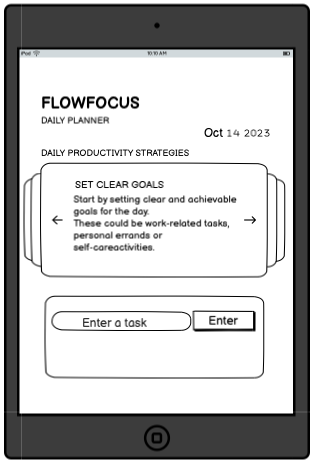 iPod
10:10 AM
FLOWFOCUS
DAILY PLANNER
Oct 14 2023
DAILY PRODUCTIVITY STRATEGIES
SET CLEAR GOALS
Start by setting clear and achievable
goals for the day.
These could be work-related tasks,
personal errands or
self-careactivities.
Enter a task
Enter